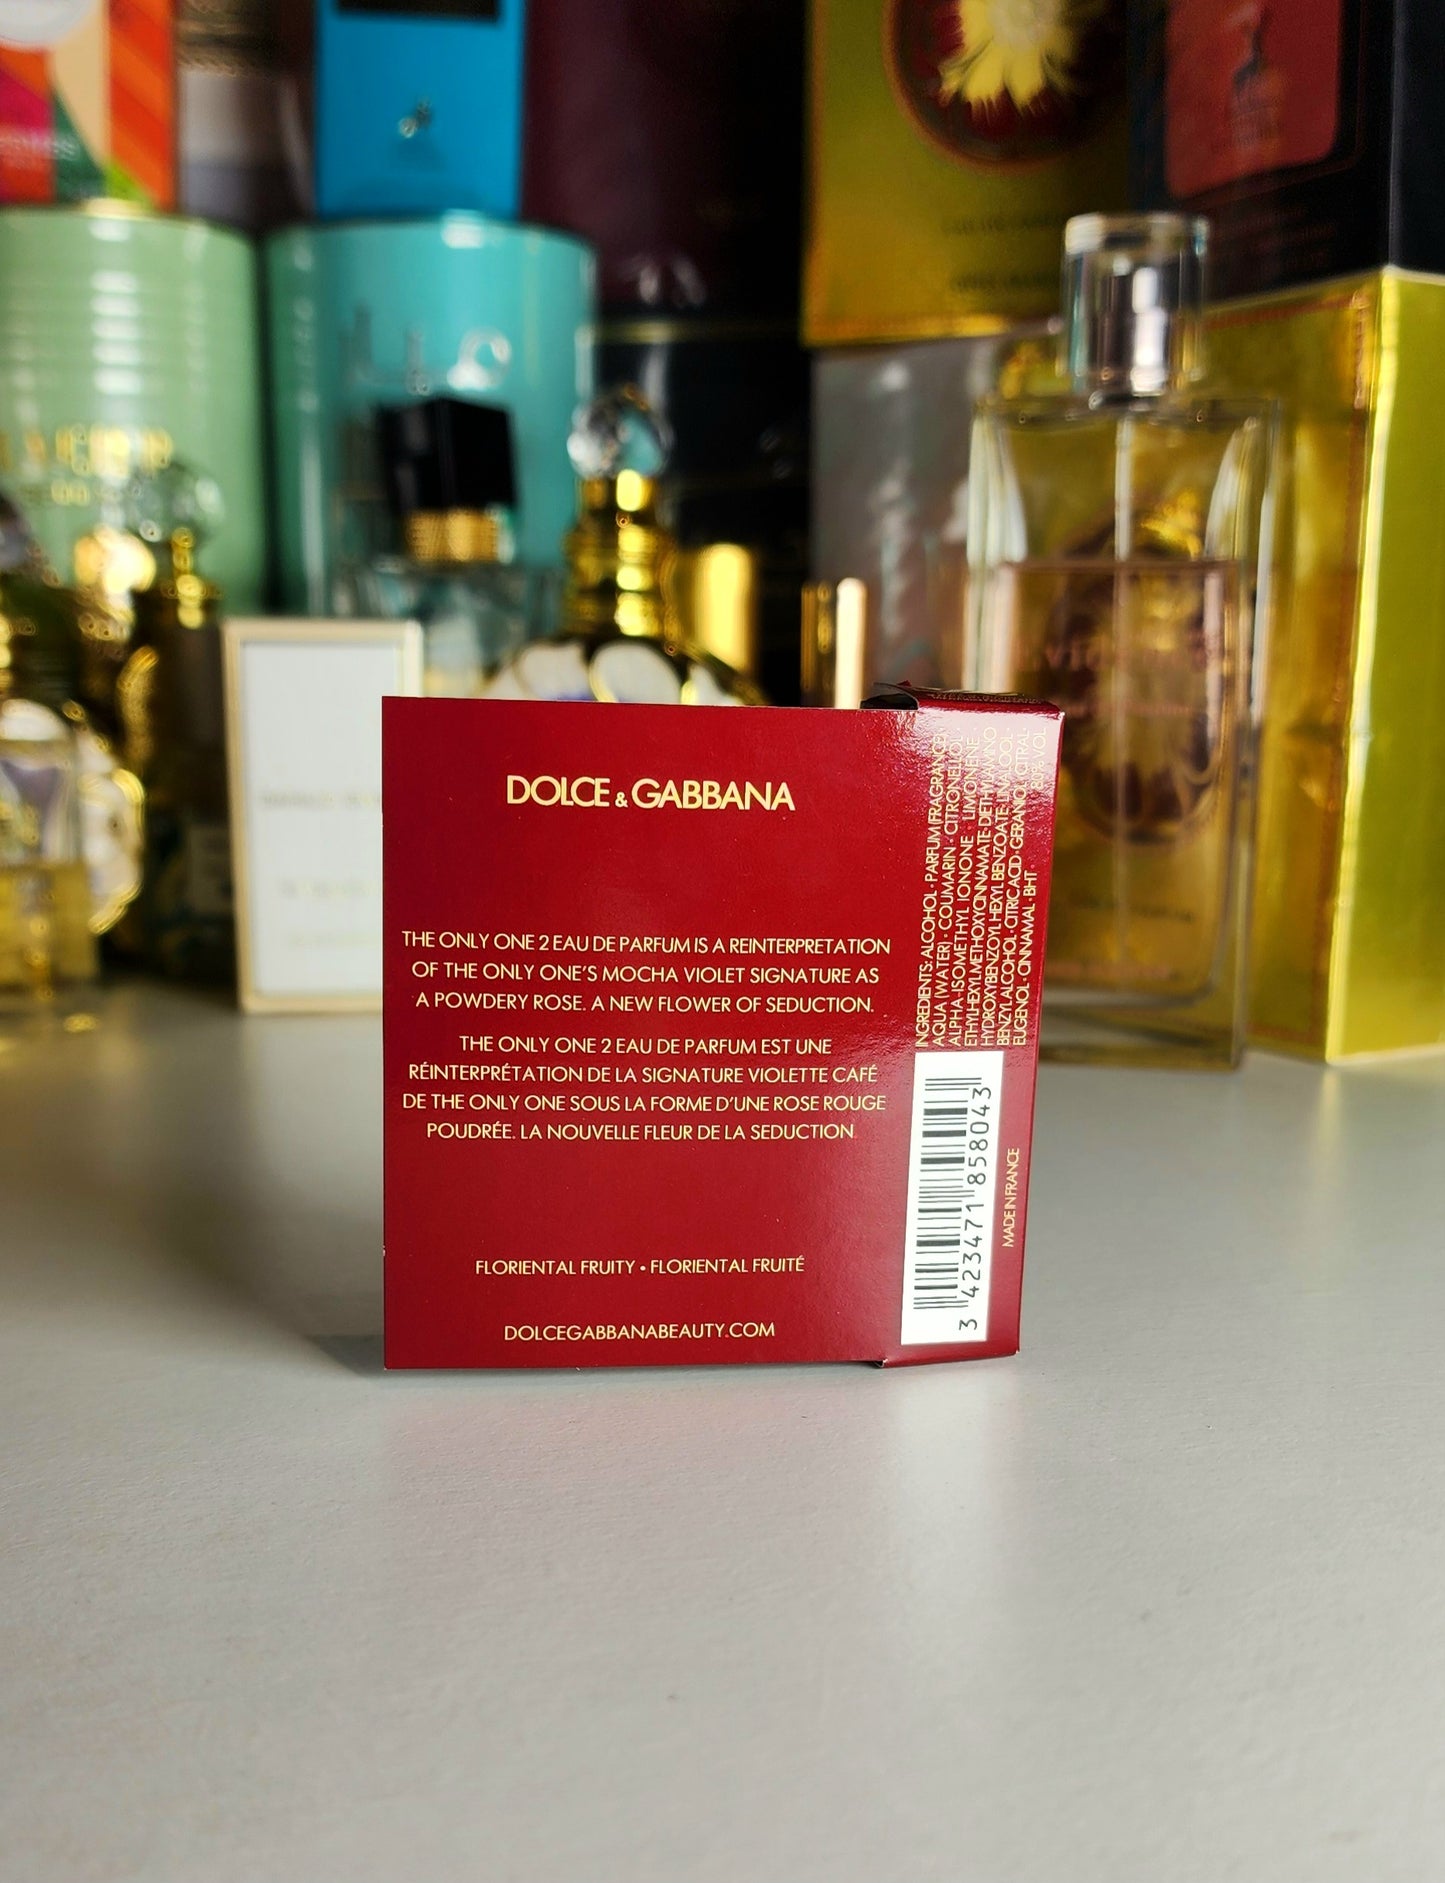 DOLCE & GABBANA
THE ONLY ONE 2 EAU DE PARFUM IS A REINTERPRETATION
OF THE ONLY ONE'S MOCHA VIOLET SIGNATURE AS
A POWDERY ROSE. A NEW FLOWER OF SEDUCTION.
THE ONLY ONE 2 EAU DE PARFUM EST UNE
RÉINTERPRÉTATION DE LA SIGNATURE VIOLETTE CAFÉ
DE THE ONLY ONE SOUS LA FORME D'UNE ROSE ROUGE
POUDRÉE. LA NOUVELLE FLEUR DE LA SEDUCTION.
FLORIENTAL FRUITY • FLORIENTAL FRUITÉ
DOLCEGABBANABEAUTY.COM
INGREDIENTS: ALCOHOL • PARFUM (FRAGRANCE) •
AQUA (WATER) • COUMARIN • CITRONELLOL •
ALPHA-ISOMETHYL IONONE • LIMONENE •
ETHYLHEXYL METHOXYCINNAMATE • DIETHYLAMINO
HYDROXYBENZOYL HEXYL BENZOATE • LINALOOL •
BENZYL ALCOHOL • CITRIC ACID • GERANIOL • CITRAL •
EUGENOL • CINNAMAL • BHT • VOL
3 423471 858043
MADE IN FRANCE